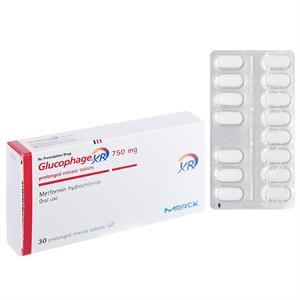 Rx Prescription Drug
Glucophage XR 750 mg
prolonged release tablets
Metformin hydrochloride
Oral use.
XR
30 prolonged release tablets
MERCK